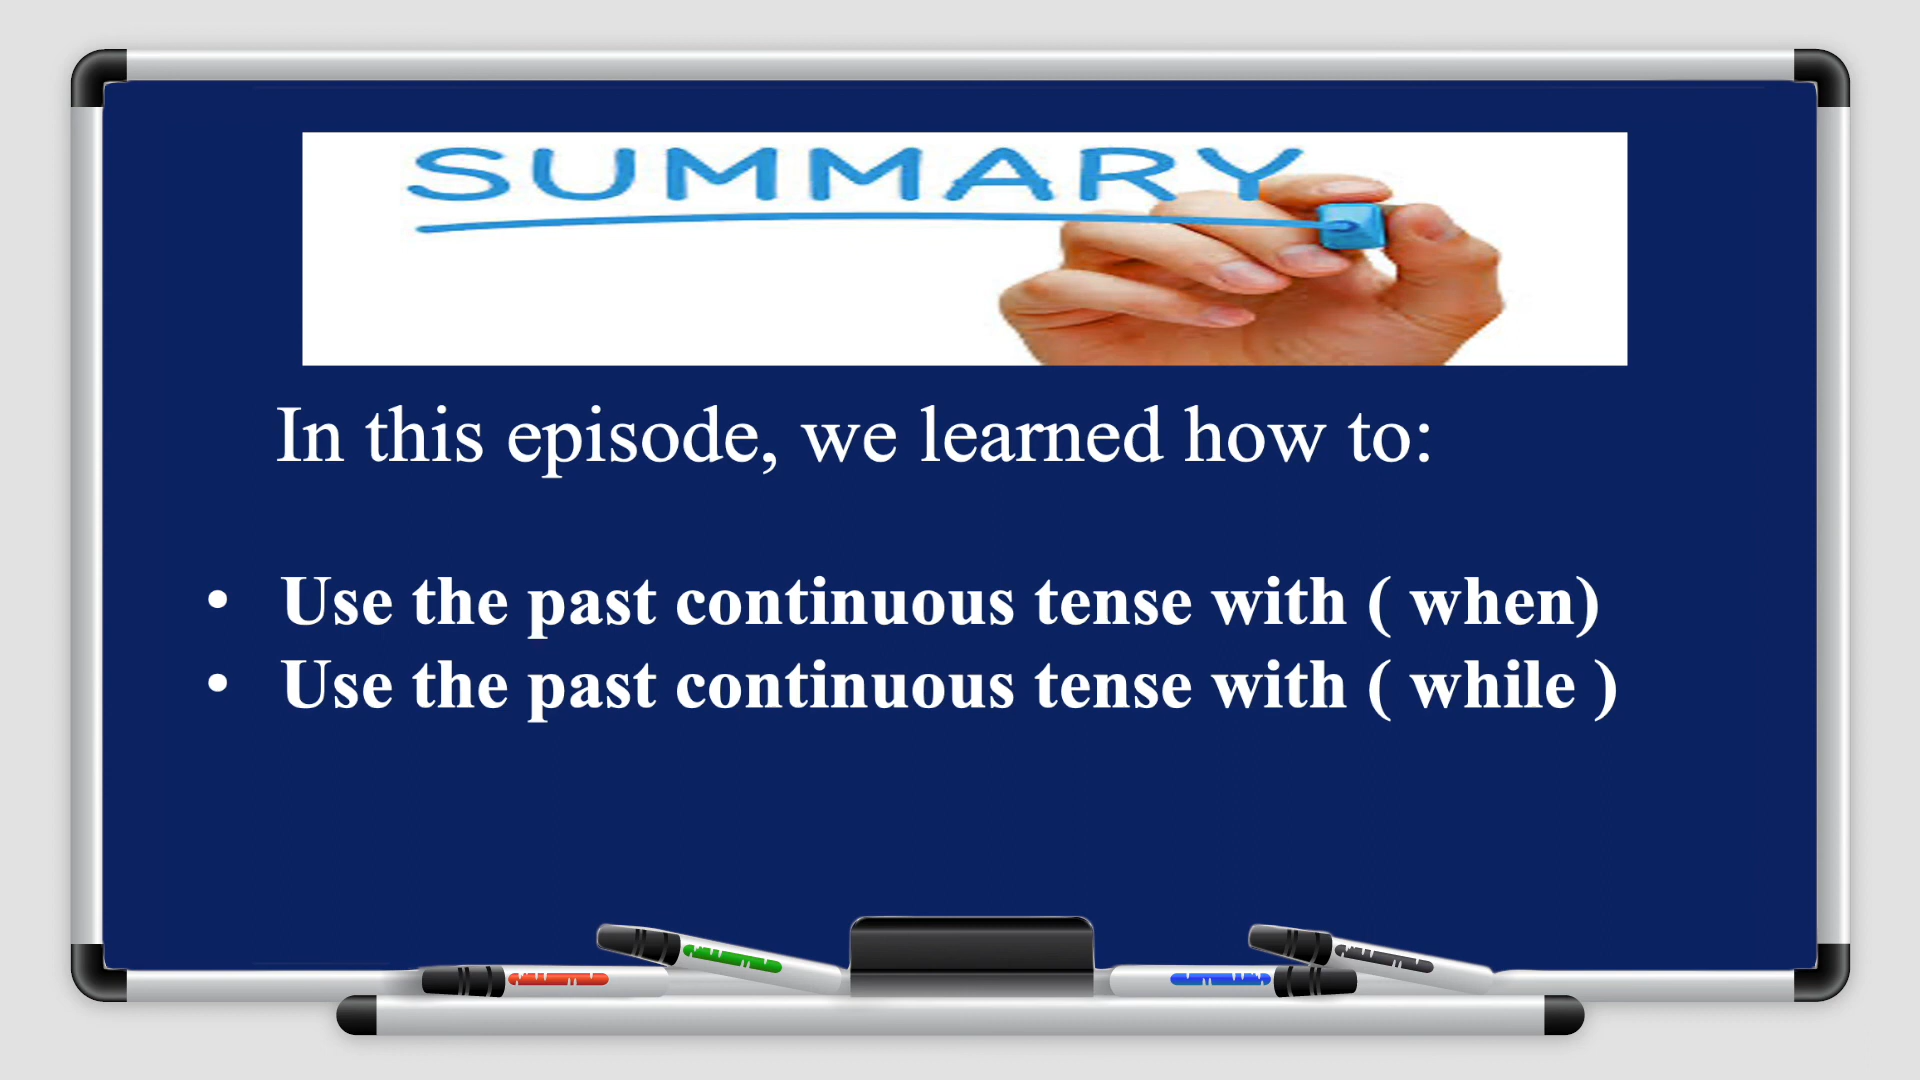 SUMMARY
In this episode, we learned how to:
• Use the past continuous tense with ( when)
• Use the past continuous tense with ( while )